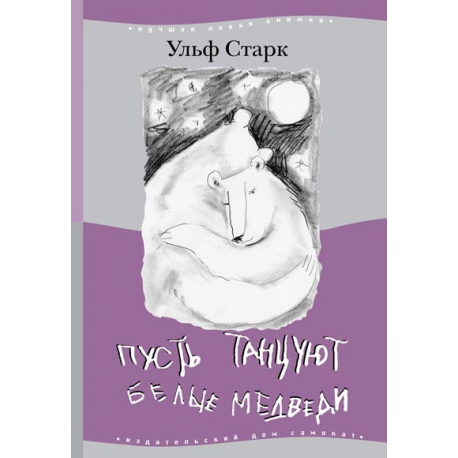 *лучшая новая книжка*
Ульф Старк
ПУСТЬ ТАНЦУЮТ
БЕЛЫЕ МЕДВЕДИ
*издательский дом самокат*